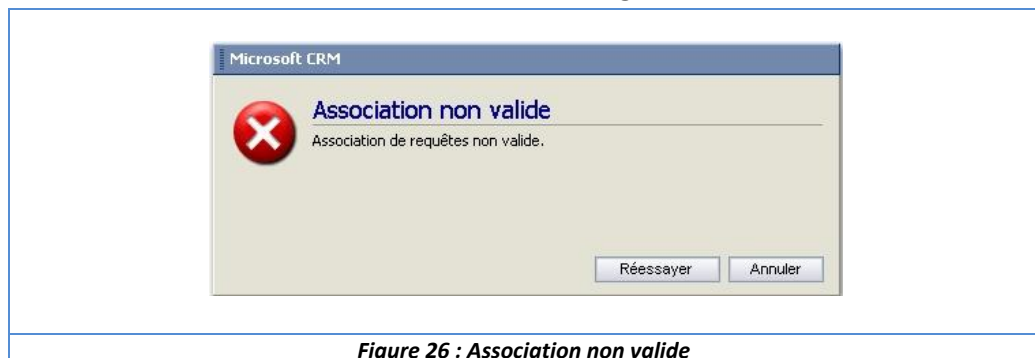 Microsoft CRM
Association non valide
Association de requêtes non valide.
Réessayer Annuler
Figure 26 : Association non valide